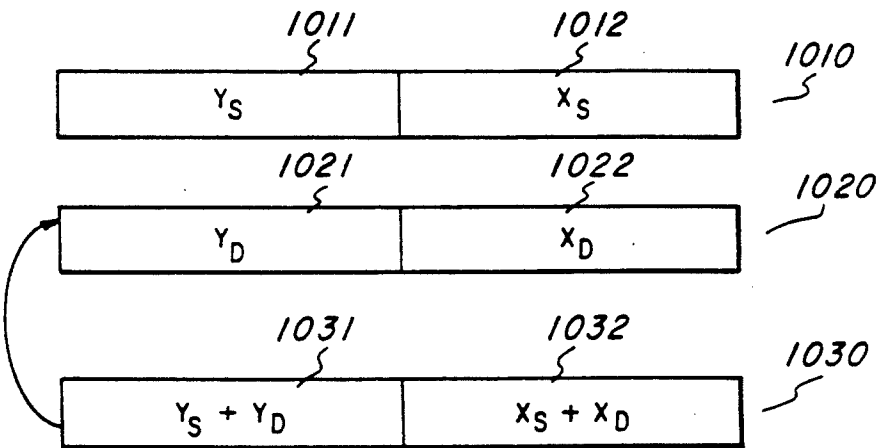 1011 1012 1010
Y_S X_S
1021 1022 1020
Y_D X_D
1031 1032 1030
Y_S + Y_D X_S + X_D